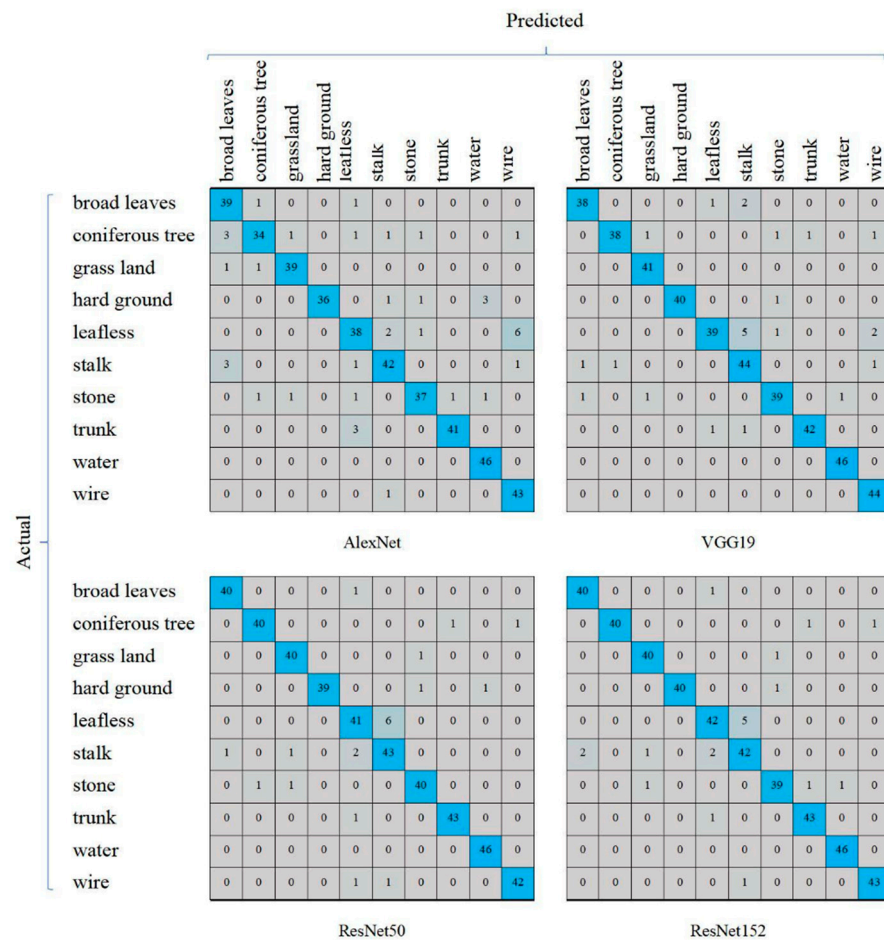 Predicted
broad leaves coniferous tree grassland hard ground leafless stalk stone trunk water wire broad leaves coniferous tree grassland hard ground leafless stalk stone trunk water wire
Actual
broad leaves 39 1 0 0 1 0 0 0 0 0 38 0 0 0 1 2 0 0 0 0
coniferous tree 3 34 1 0 1 1 1 0 0 1 0 38 1 0 0 0 1 1 0 1
grass land 1 1 39 0 0 0 0 0 0 0 0 0 41 0 0 0 0 0 0 0
hard ground 0 0 0 36 0 1 1 0 3 0 0 0 0 40 0 0 1 0 0 0
leafless 0 0 0 0 38 2 1 0 0 6 0 0 0 0 39 5 1 0 0 2
stalk 3 0 0 0 1 42 0 0 0 1 1 1 0 0 0 44 0 0 0 1
stone 0 1 1 0 1 0 37 1 1 0 1 0 1 0 0 0 39 0 1 0
trunk 0 0 0 0 3 0 0 41 0 0 0 0 0 0 1 1 0 42 0 0
water 0 0 0 0 0 0 0 0 46 0 0 0 0 0 0 0 0 0 46 0
wire 0 0 0 0 0 1 0 0 0 43 0 0 0 0 0 0 0 0 0 44
AlexNet VGG19
broad leaves 40 0 0 0 1 0 0 0 0 0 40 0 0 0 1 0 0 0 0 0
coniferous tree 0 40 0 0 0 0 0 1 0 1 0 40 0 0 0 0 0 1 0 1
grass land 0 0 40 0 0 0 1 0 0 0 0 0 40 0 0 0 1 0 0 0
hard ground 0 0 0 39 0 0 1 0 1 0 0 0 0 40 0 0 1 0 0 0
leafless 0 0 0 0 41 6 0 0 0 0 0 0 0 0 42 5 0 0 0 0
stalk 1 0 1 0 2 43 0 0 0 0 2 0 1 0 2 42 0 0 0 0
stone 0 1 1 0 0 0 40 0 0 0 0 0 1 0 0 0 39 1 1 0
trunk 0 0 0 0 1 0 0 43 0 0 0 0 0 0 1 0 0 43 0 0
water 0 0 0 0 0 0 0 0 46 0 0 0 0 0 0 0 0 0 46 0
wire 0 0 0 0 1 1 0 0 0 42 0 0 0 0 0 1 0 0 0 43
ResNet50 ResNet152